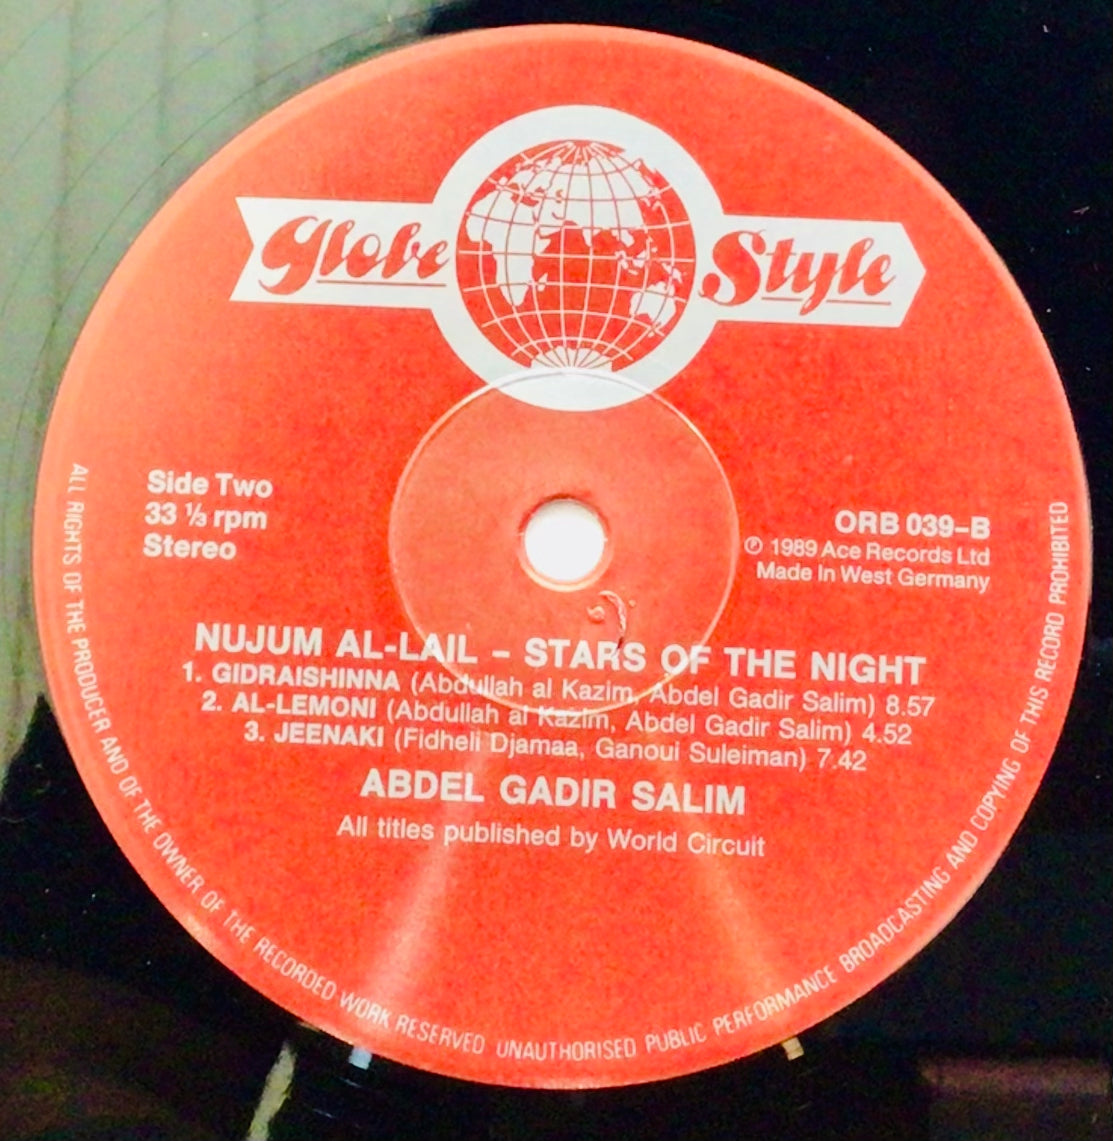 Globe Style
Side Two
33 ⅓ rpm
Stereo
ORB 039-B
℗ 1989 Ace Records Ltd
Made In West Germany
NUJUM AL-LAIL – STARS OF THE NIGHT
1. GIDRAISHINNA (Abdullah al Kazim, Abdel Gadir Salim) 8.57
2. AL-LEMONI (Abdullah al Kazim, Abdel Gadir Salim) 4.52
3. JEENAKI (Fidheli Djamaa, Ganoui Suleiman) 7.42
ABDEL GADIR SALIM
All titles published by World Circuit
ALL RIGHTS OF THE PRODUCER AND OF THE OWNER OF THE RECORDED WORK RESERVED UNAUTHORISED PUBLIC PERFORMANCE BROADCASTING AND COPYING OF THIS RECORD PROHIBITED